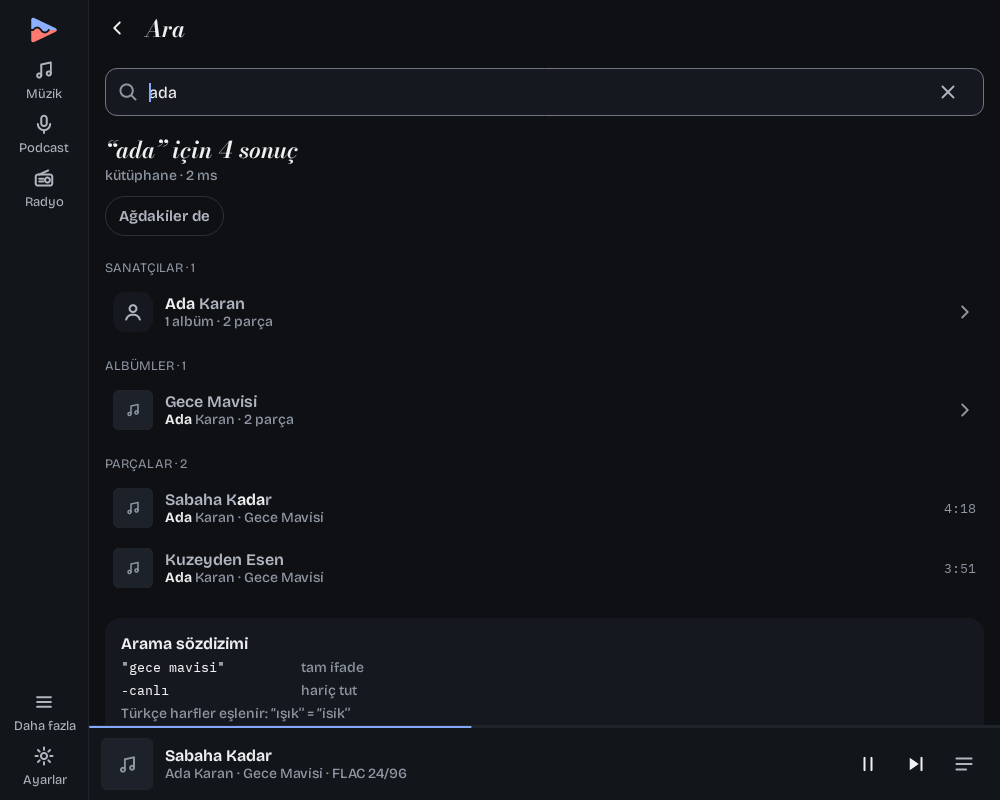 Ara
Müzik
Podcast
Radyo
ada
“ada” için 4 sonuç
kütüphane · 2 ms
Ağdakiler de
SANATÇILAR · 1
Ada Karan
1 albüm · 2 parça
ALBÜMLER · 1
Gece Mavisi
Ada Karan · 2 parça
PARÇALAR · 2
Sabaha Kadar
Ada Karan · Gece Mavisi
4:18
Kuzeyden Esen
Ada Karan · Gece Mavisi
3:51
Arama sözdizimi
"gece mavisi" tam ifade
-canlı hariç tut
Türkçe harfler eşlenir: “ışık” = “isik”
Daha fazla
Ayarlar
Sabaha Kadar
Ada Karan · Gece Mavisi · FLAC 24/96